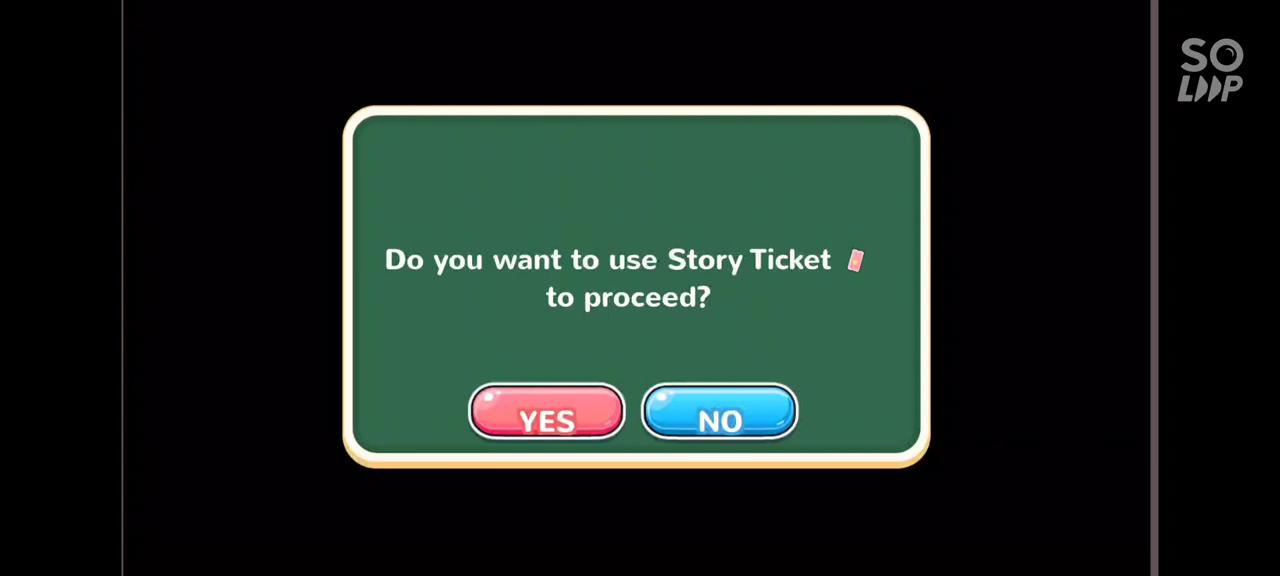 SO
LOOP
Do you want to use Story Ticket
to proceed?
YES
NO